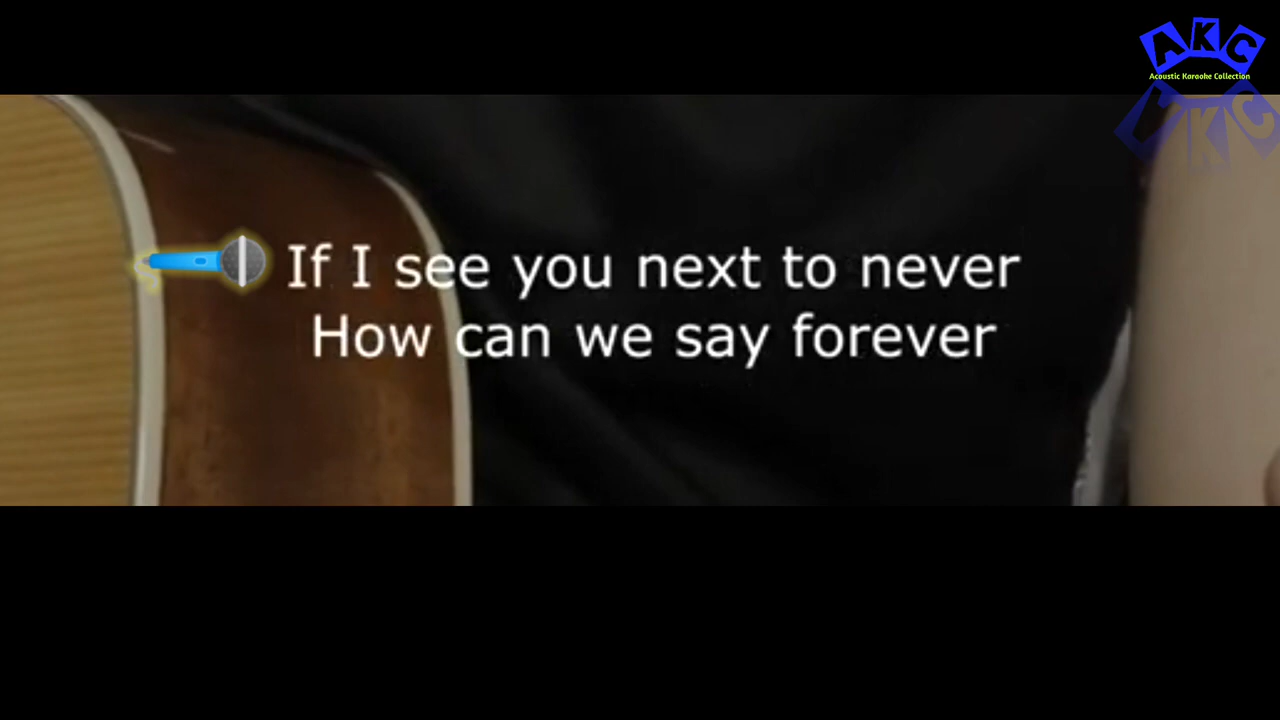 AKC
Acoustic Karaoke Collection
If I see you next to never
How can we say forever